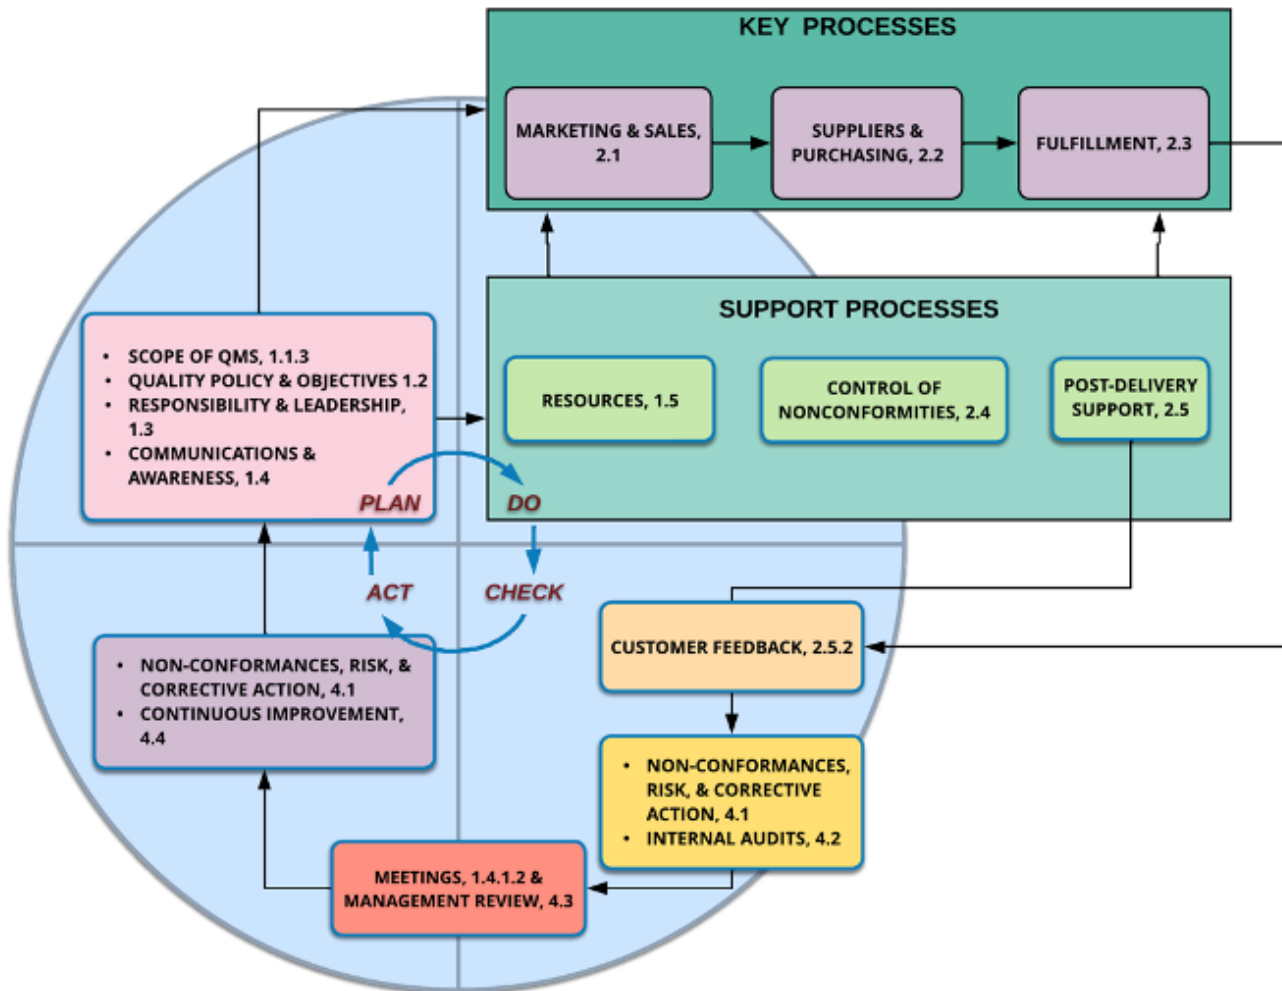 KEY PROCESSES
MARKETING & SALES,
2.1
SUPPLIERS &
PURCHASING, 2.2
FULFILLMENT, 2.3
SUPPORT PROCESSES
RESOURCES, 1.5
CONTROL OF
NONCONFORMITIES, 2.4
POST-DELIVERY
SUPPORT, 2.5
• SCOPE OF QMS, 1.1.3
• QUALITY POLICY & OBJECTIVES 1.2
• RESPONSIBILITY & LEADERSHIP,
1.3
• COMMUNICATIONS &
AWARENESS, 1.4
PLAN
DO
ACT
CHECK
CUSTOMER FEEDBACK, 2.5.2
• NON-CONFORMANCES, RISK, &
CORRECTIVE ACTION, 4.1
• CONTINUOUS IMPROVEMENT,
4.4
• NON-CONFORMANCES,
RISK, & CORRECTIVE
ACTION, 4.1
• INTERNAL AUDITS, 4.2
MEETINGS, 1.4.1.2 &
MANAGEMENT REVIEW, 4.3